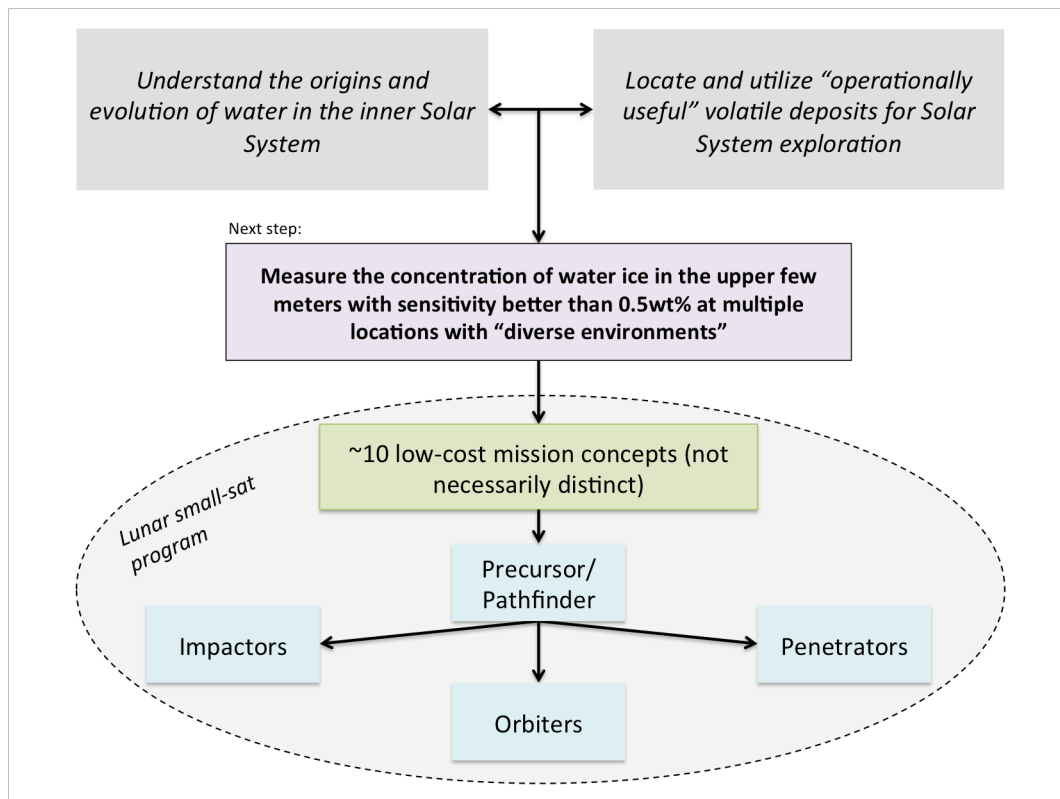 Understand the origins and
evolution of water in the inner Solar
System
Locate and utilize “operationally
useful” volatile deposits for Solar
System exploration
Next step:
Measure the concentration of water ice in the upper few
meters with sensitivity better than 0.5wt% at multiple
locations with “diverse environments”
~10 low-cost mission concepts (not
necessarily distinct)
Lunar small-sat
program
Precursor/
Pathfinder
Impactors
Penetrators
Orbiters